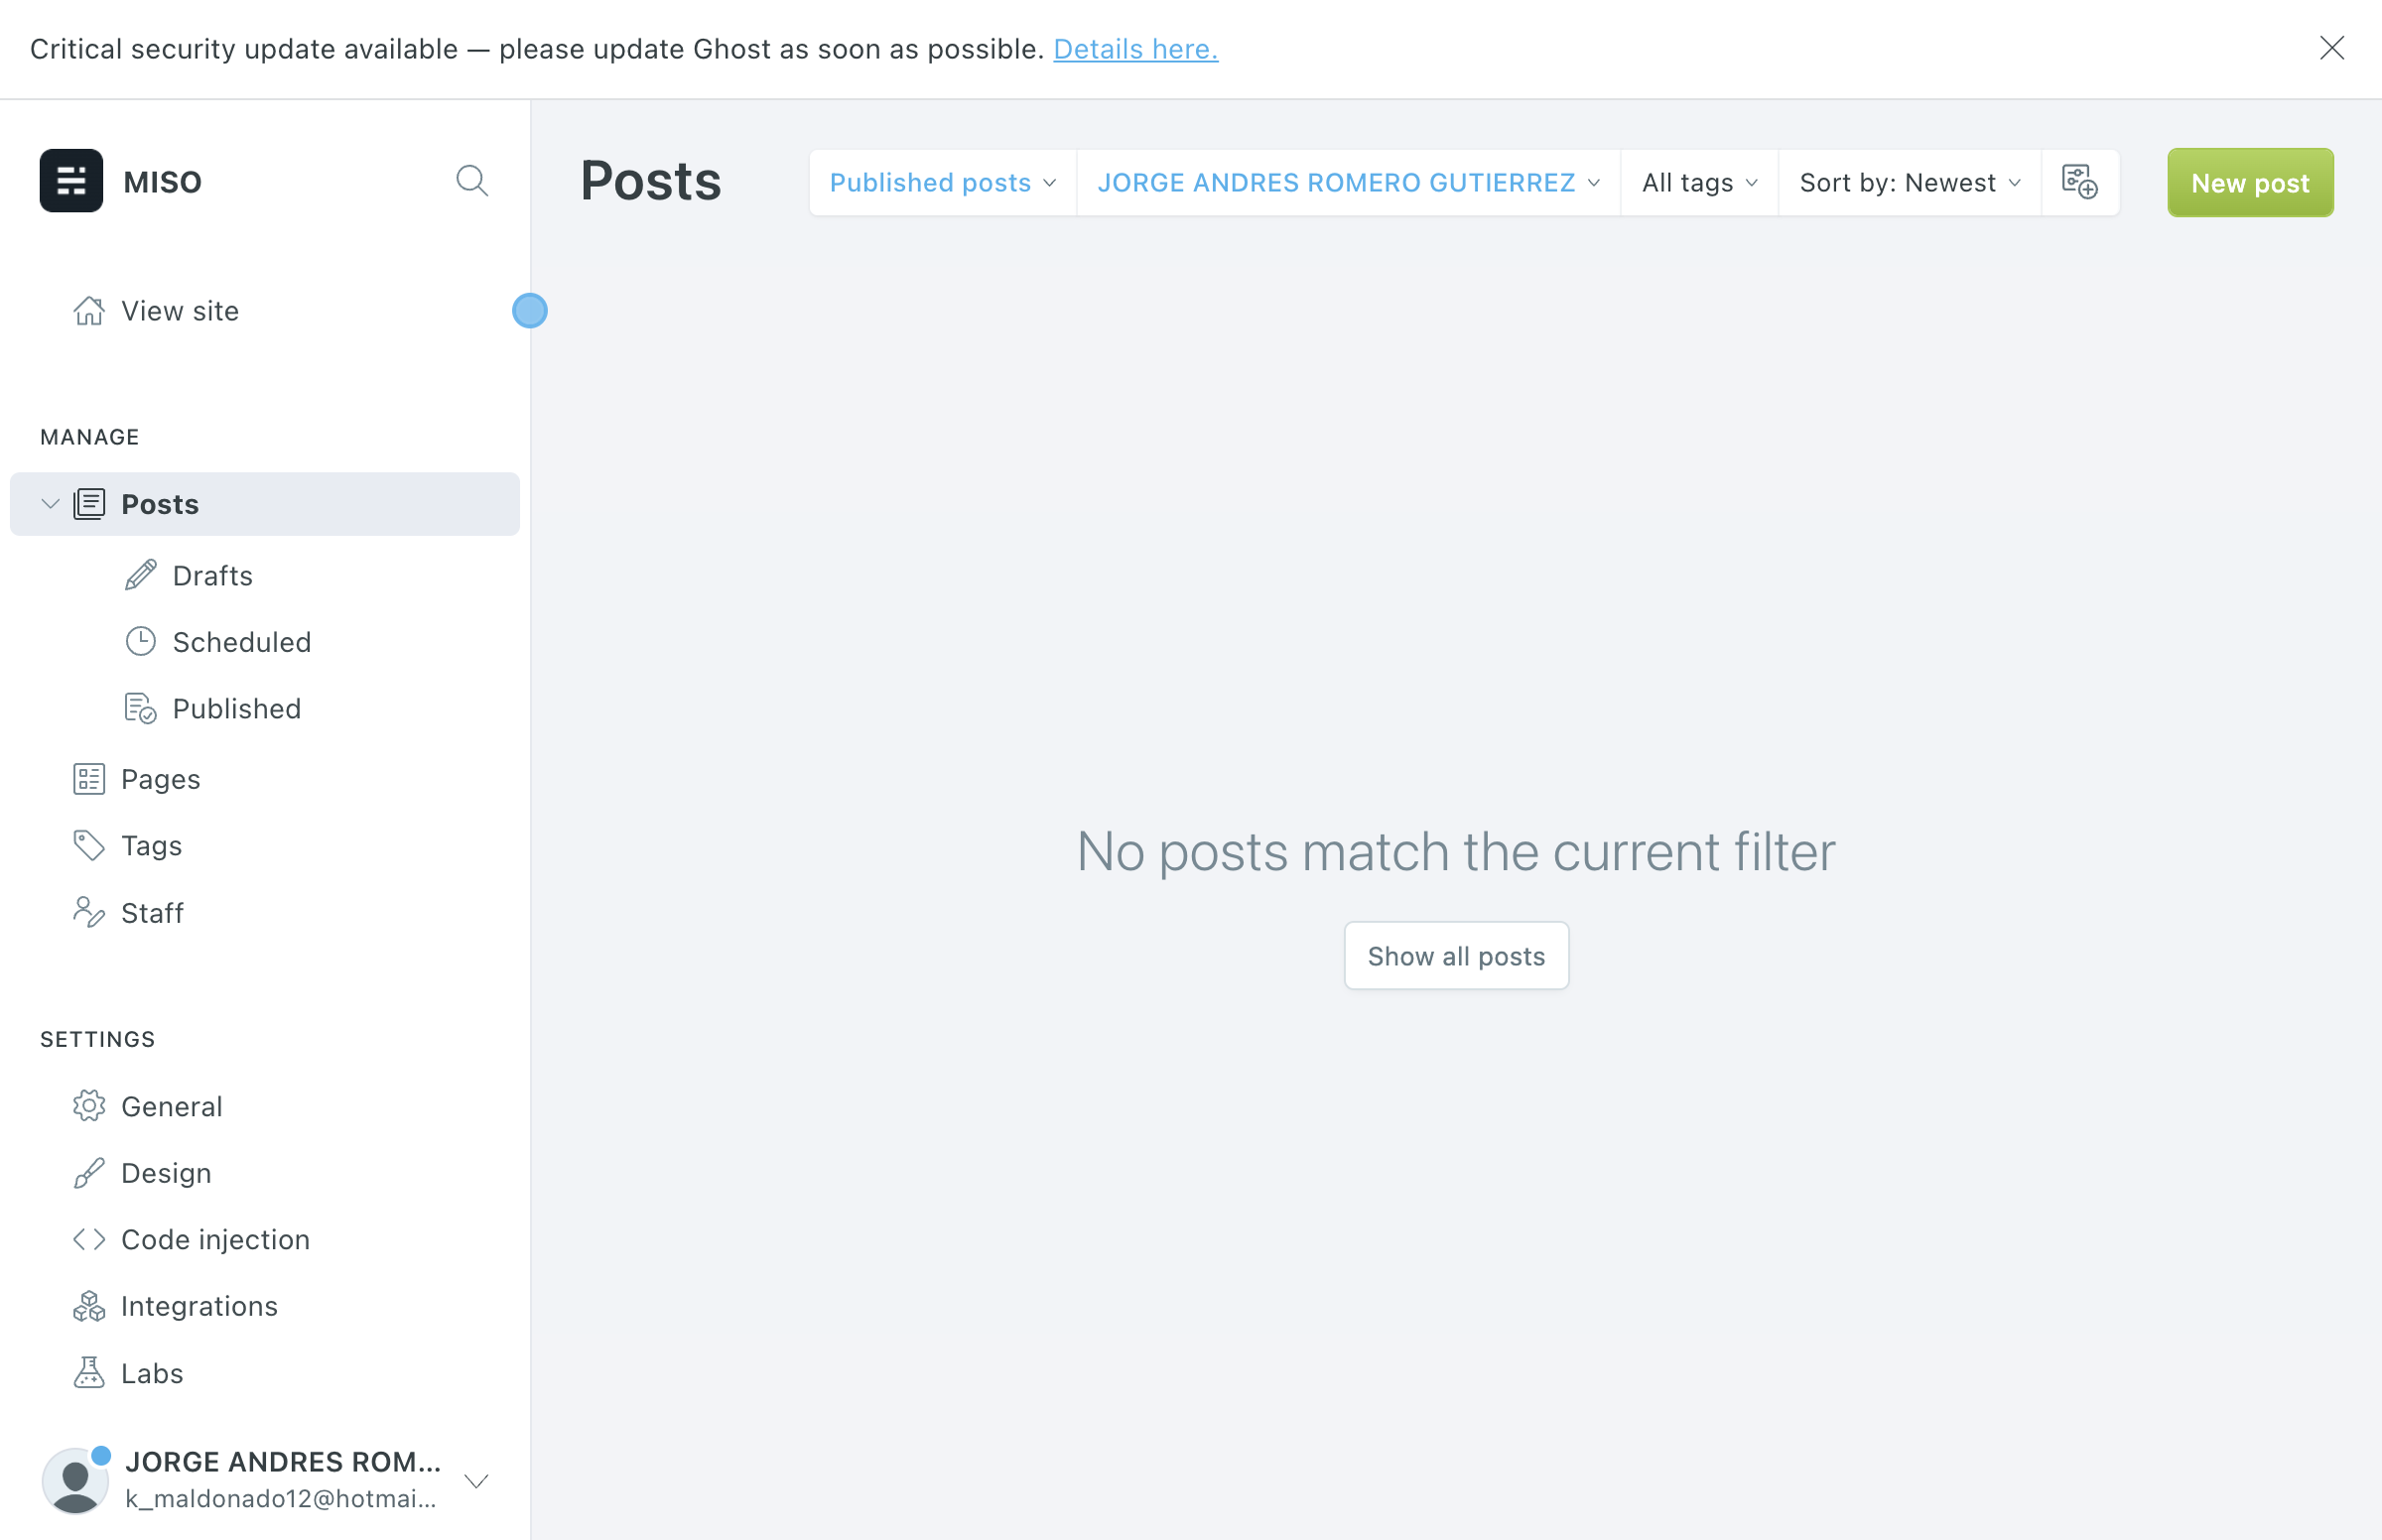 Critical security update available — please update Ghost as soon as possible. Details here.
MISO
View site
MANAGE
Posts
Drafts
Scheduled
Published
Pages
Tags
Staff
SETTINGS
General
Design
Code injection
Integrations
Labs
JORGE ANDRES ROM...
k_maldonado12@hotmai...
Posts
Published posts
JORGE ANDRES ROMERO GUTIERREZ
All tags
Sort by: Newest
New post
No posts match the current filter
Show all posts